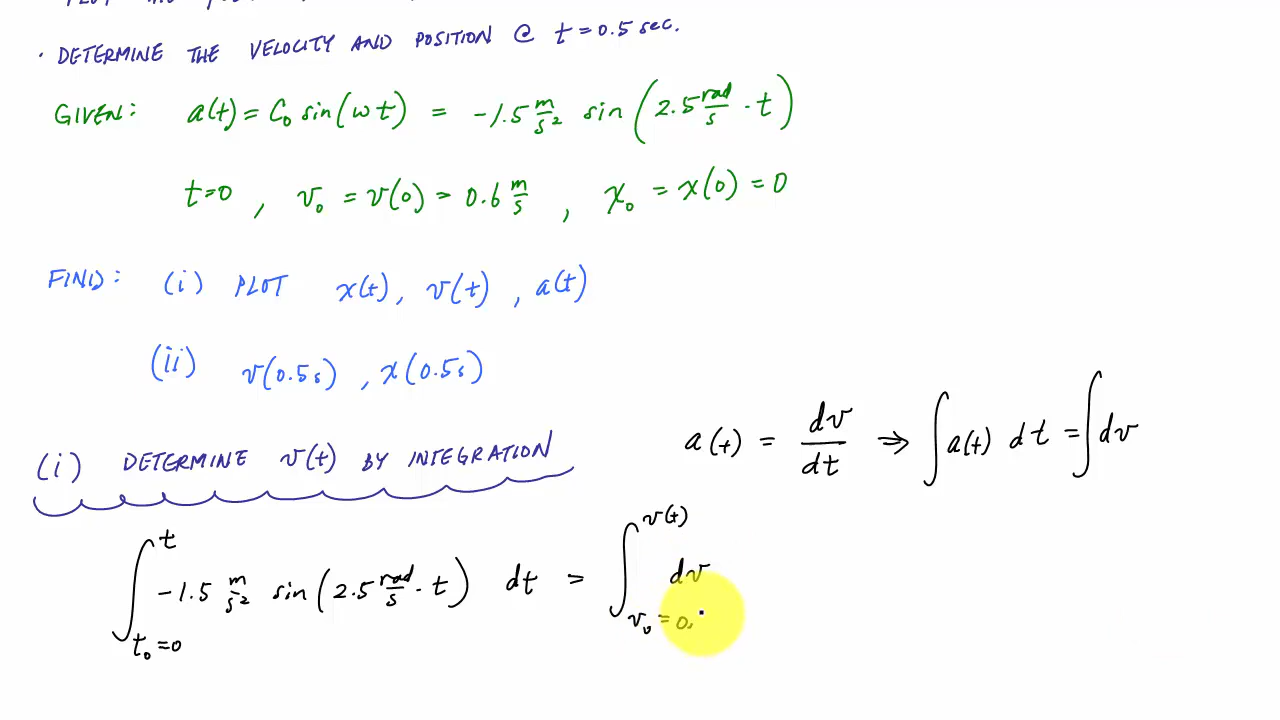 · DETERMINE THE VELOCITY AND POSITION @ t = 0.5 sec.
GIVEN: a(t) = C₀ sin(ωt) = -1.5 m/s² sin(2.5 rad/s · t)
t=0, v₀ = v(0) = 0.6 m/s, x₀ = x(0) = 0
FIND: (i) PLOT x(t), v(t), a(t)
(ii) v(0.5s), x(0.5s)
a(t) = dv/dt ⇒ ∫ a(t) dt = ∫ dv
(i) DETERMINE v(t) BY INTEGRATION
∫_{t₀=0}^{t} -1.5 m/s² sin(2.5 rad/s · t) dt = ∫_{v₀=0.}^{v(t)} dv